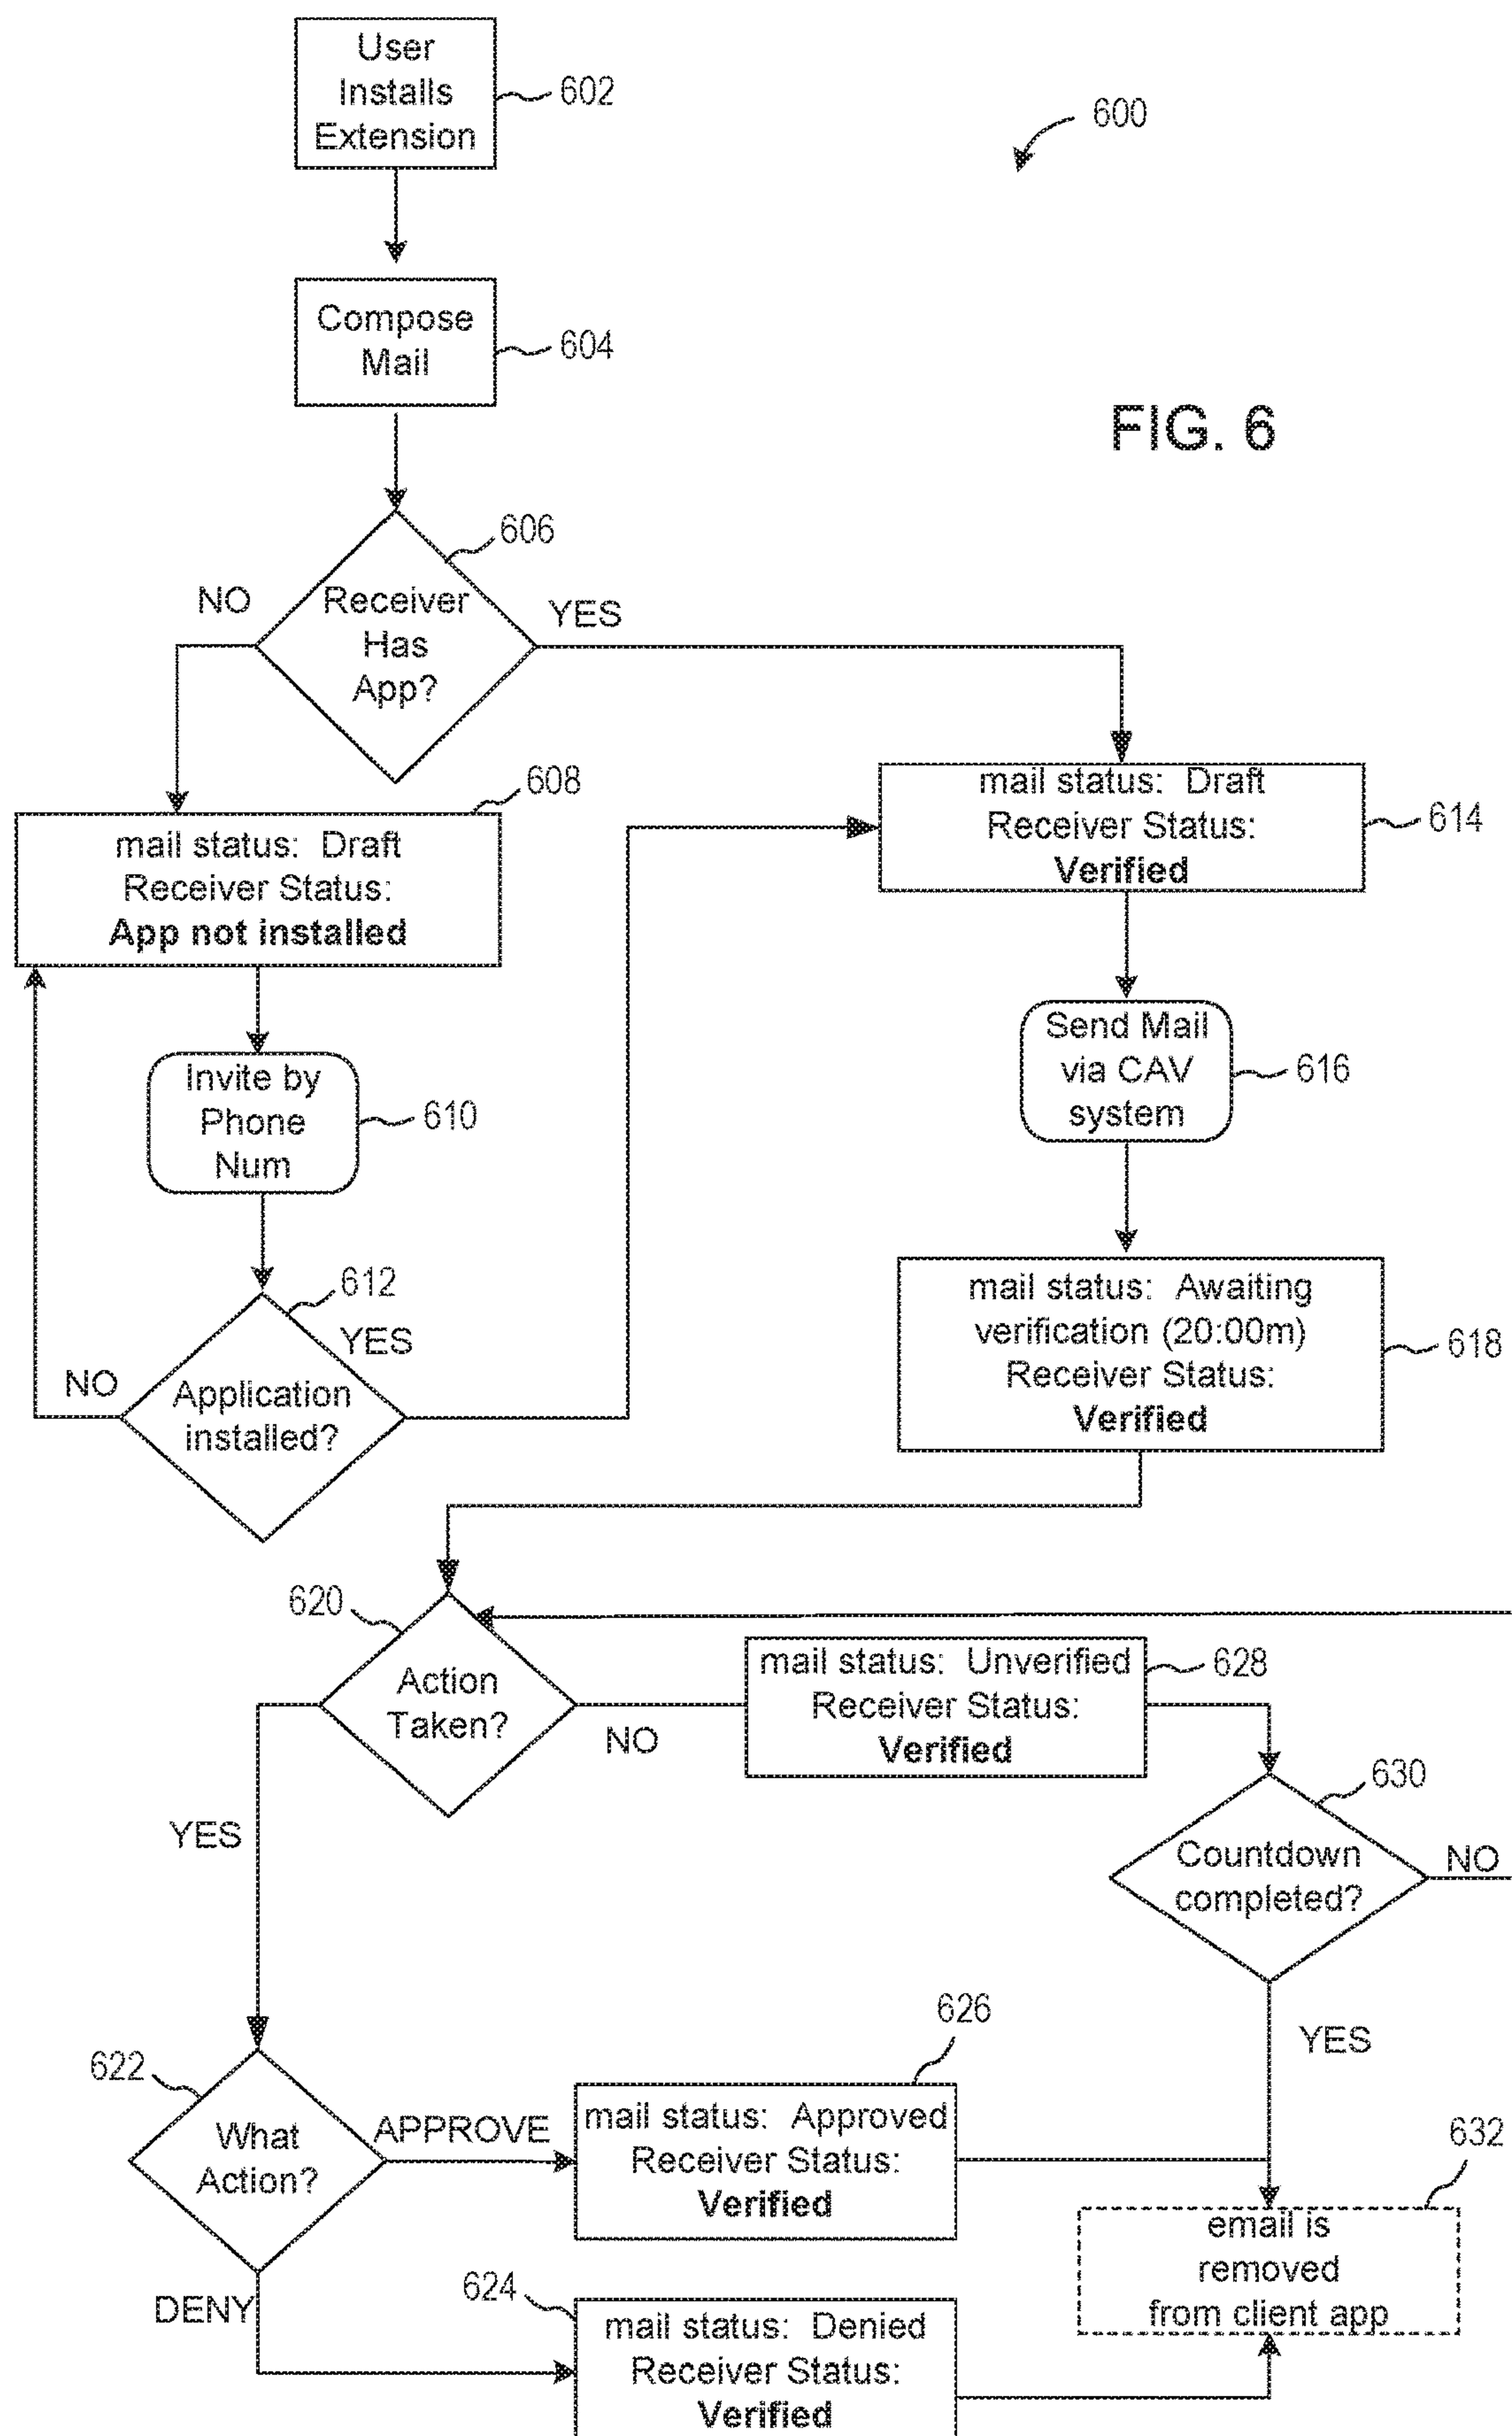 User
Installs
Extension
602
600
Compose
Mail
604
FIG. 6
606
NO
Receiver
Has
App?
YES
608
mail status: Draft
Receiver Status:
App not installed
mail status: Draft
Receiver Status:
Verified
614
Invite by
Phone
Num
610
Send Mail
via CAV
system
616
612
YES
NO
Application
installed?
mail status: Awaiting
verification (20:00m)
Receiver Status:
Verified
618
620
Action
Taken?
NO
mail status: Unverified
Receiver Status:
Verified
628
630
YES
Countdown
completed?
NO
YES
622
What
Action?
APPROVE
626
mail status: Approved
Receiver Status:
Verified
632
email is
removed
from client app
DENY
624
mail status: Denied
Receiver Status:
Verified